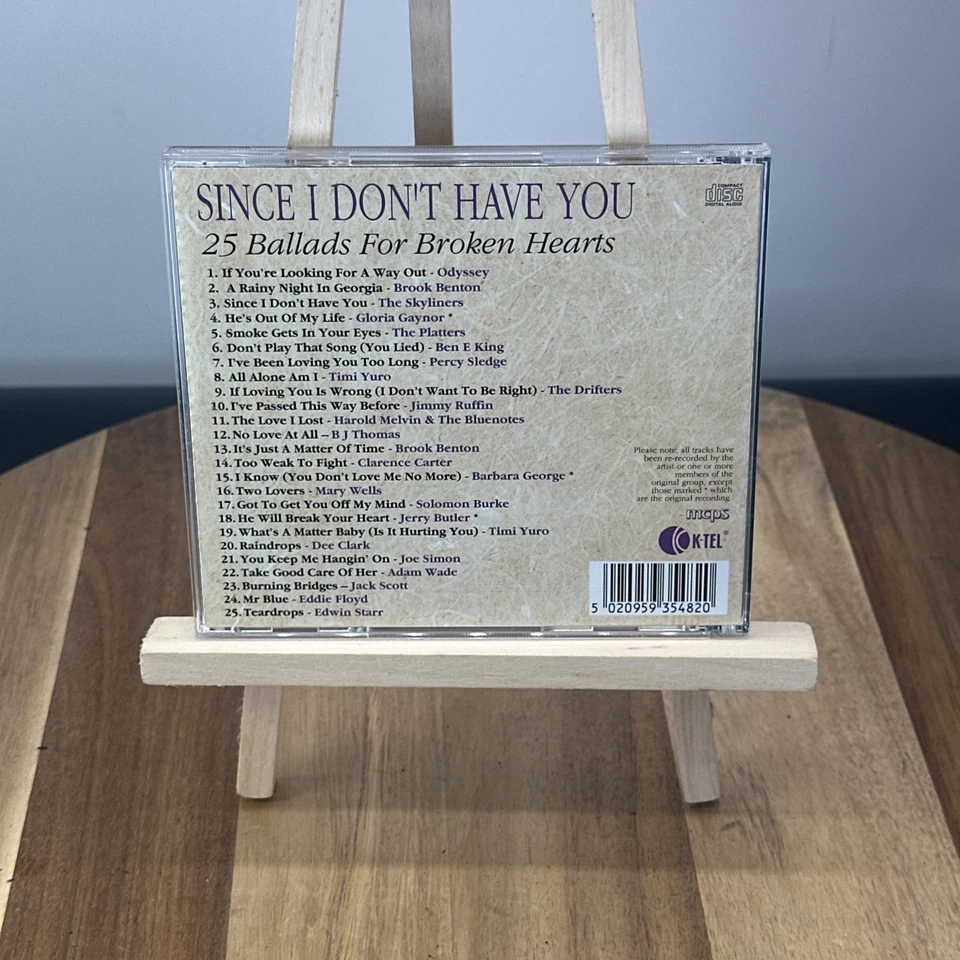 SINCE I DON'T HAVE YOU
COMPACT
disc
DIGITAL AUDIO
25 Ballads For Broken Hearts
1. If You're Looking For A Way Out - Odyssey
2. A Rainy Night In Georgia - Brook Benton
3. Since I Don't Have You - The Skyliners
4. He's Out Of My Life - Gloria Gaynor *
5. Smoke Gets In Your Eyes - The Platters
6. Don't Play That Song (You Lied) - Ben E King
7. I've Been Loving You Too Long - Percy Sledge
8. All Alone Am I - Timi Yuro
9. If Loving You Is Wrong (I Don't Want To Be Right) - The Drifters
10. I've Passed This Way Before - Jimmy Ruffin
11. The Love I Lost - Harold Melvin & The Bluenotes
12. No Love At All – B J Thomas
13. It's Just A Matter Of Time - Brook Benton
14. Too Weak To Fight - Clarence Carter
15. I Know (You Don't Love Me No More) - Barbara George *
16. Two Lovers - Mary Wells
17. Got To Get You Off My Mind - Solomon Burke
18. He Will Break Your Heart - Jerry Butler *
19. What's A Matter Baby (Is It Hurting You) - Timi Yuro
20. Raindrops - Dee Clark
21. You Keep Me Hangin' On - Joe Simon
22. Take Good Care Of Her - Adam Wade
23. Burning Bridges – Jack Scott
24. Mr Blue - Eddie Floyd
25. Teardrops - Edwin Starr
Please note, all tracks have
been re-recorded by the
artist or one or more
members of the
original group, except
those marked * which
are the original recording.
mcps
K-TEL®
5 020959 354820